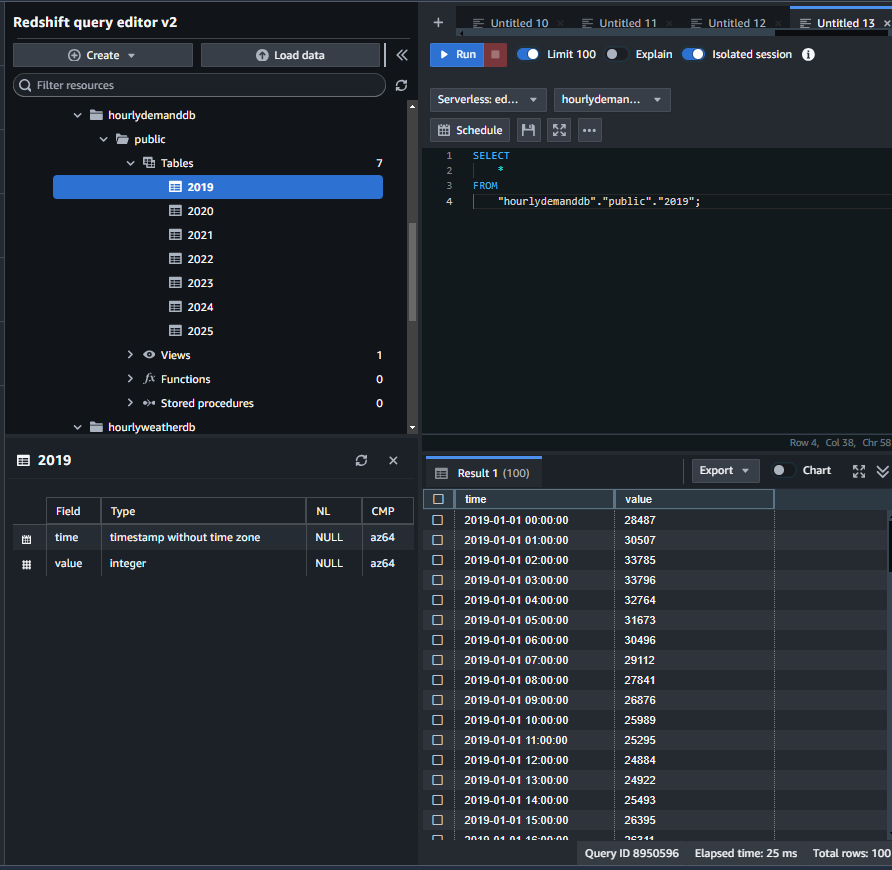 Redshift query editor v2
Create
Load data
Filter resources
hourlydemanddb
public
Tables 7
2019
2020
2021
2022
2023
2024
2025
Views 1
fx Functions 0
Stored procedures 0
hourlyweatherdb
2019
Field Type NL CMP
time timestamp without time zone NULL az64
value integer NULL az64
+ Untitled 10 × Untitled 11 × Untitled 12 × Untitled 13 ×
Run Limit 100 Explain Isolated session i
Serverless: ed... hourlydeman...
Schedule
1 SELECT
2 *
3 FROM
4 "hourlydemanddb"."public"."2019";
Row 4, Col 38, Chr 58
Result 1 (100) Export Chart
time value
2019-01-01 00:00:00 28487
2019-01-01 01:00:00 30507
2019-01-01 02:00:00 33785
2019-01-01 03:00:00 33796
2019-01-01 04:00:00 32764
2019-01-01 05:00:00 31673
2019-01-01 06:00:00 30496
2019-01-01 07:00:00 29112
2019-01-01 08:00:00 27841
2019-01-01 09:00:00 26876
2019-01-01 10:00:00 25989
2019-01-01 11:00:00 25295
2019-01-01 12:00:00 24884
2019-01-01 13:00:00 24922
2019-01-01 14:00:00 25493
2019-01-01 15:00:00 26395
2019-01-01 16:00:00 26311
Query ID 8950596 Elapsed time: 25 ms Total rows: 100